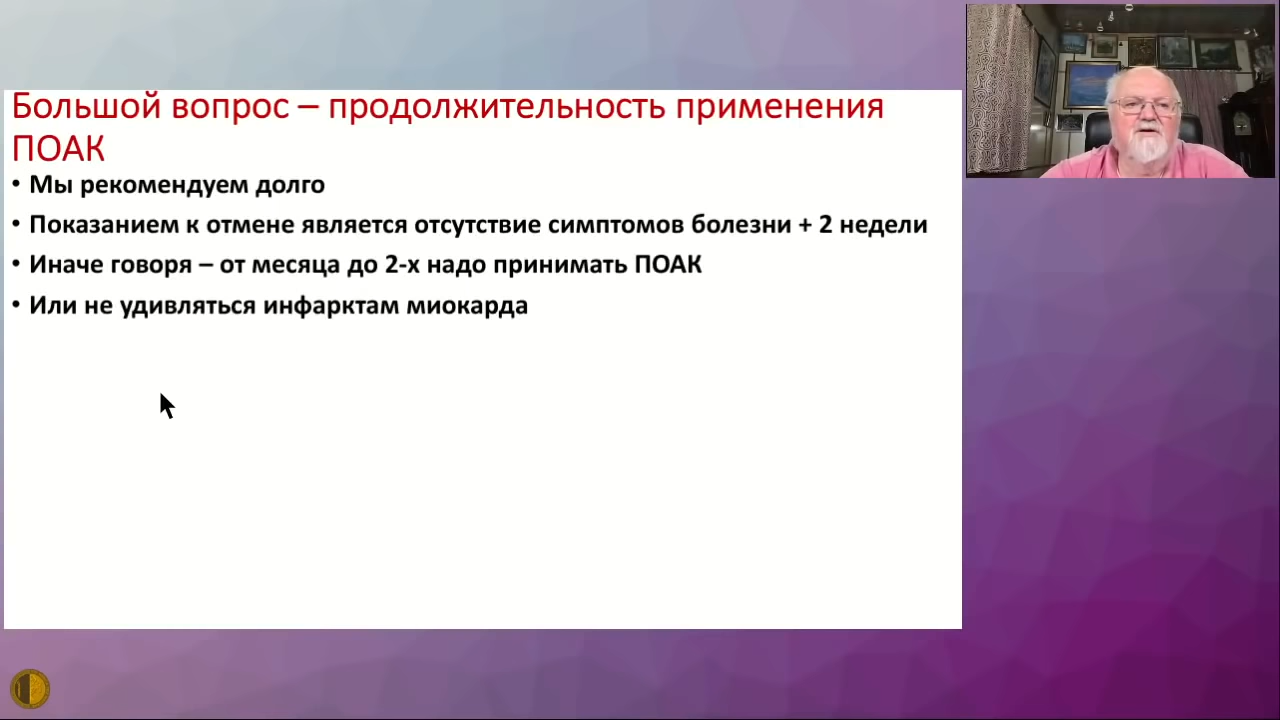 Большой вопрос – продолжительность применения
ПОАК
• Мы рекомендуем долго
• Показанием к отмене является отсутствие симптомов болезни + 2 недели
• Иначе говоря – от месяца до 2-х надо принимать ПОАК
• Или не удивляться инфарктам миокарда